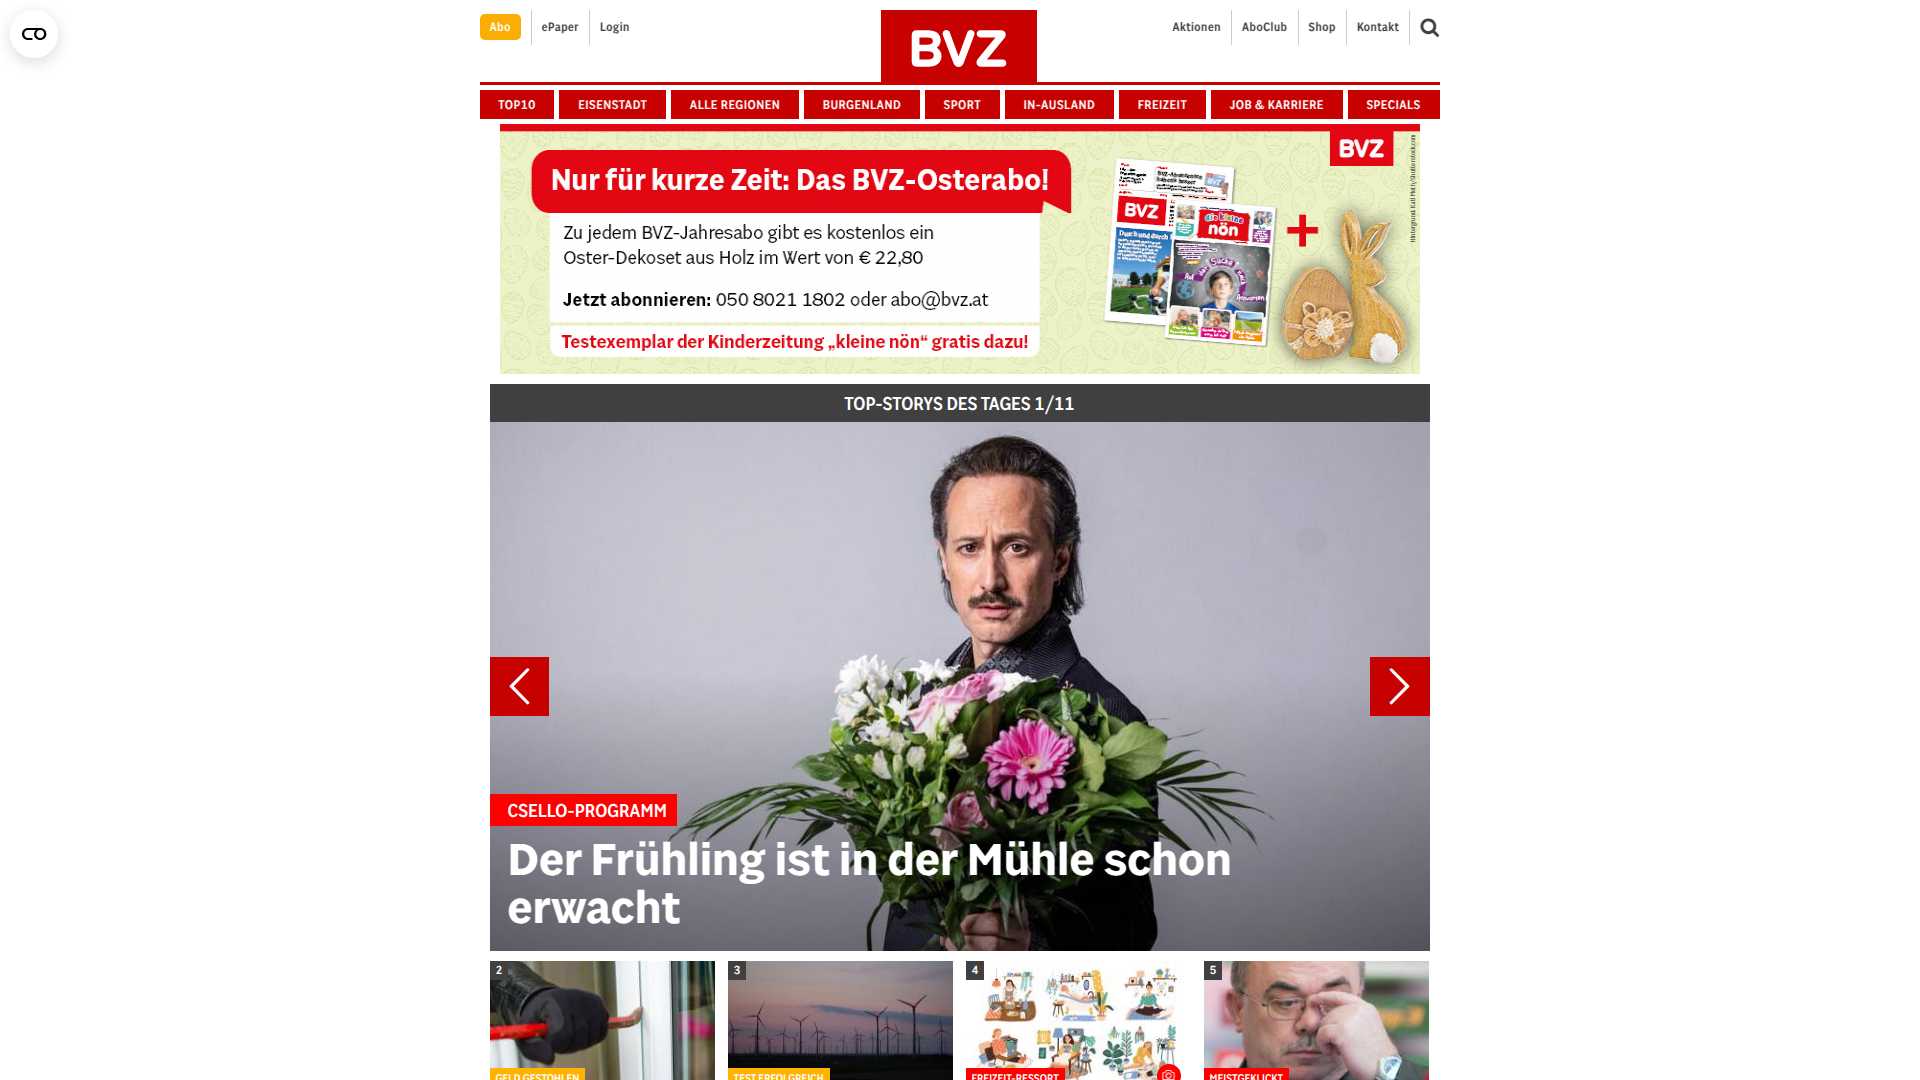 Abo
ePaper
Login
BVZ
Aktionen
AboClub
Shop
Kontakt
TOP10
EISENSTADT
ALLE REGIONEN
BURGENLAND
SPORT
IN-AUSLAND
FREIZEIT
JOB & KARRIERE
SPECIALS
Nur für kurze Zeit: Das BVZ-Osterabo!
Zu jedem BVZ-Jahresabo gibt es kostenlos ein
Oster-Dekoset aus Holz im Wert von € 22,80
Jetzt abonnieren: 050 8021 1802 oder abo@bvz.at
Testexemplar der Kinderzeitung „kleine nön“ gratis dazu!
BVZ
die kleine
nön
+
BVZ
TOP-STORYS DES TAGES 1/11
CSELLO-PROGRAMM
Der Frühling ist in der Mühle schon
erwacht
2
3
4
5
GELD GESTOHLEN
TEST ERFOLGREICH
FREIZEIT-RESSORT
MEISTGEKLICKT